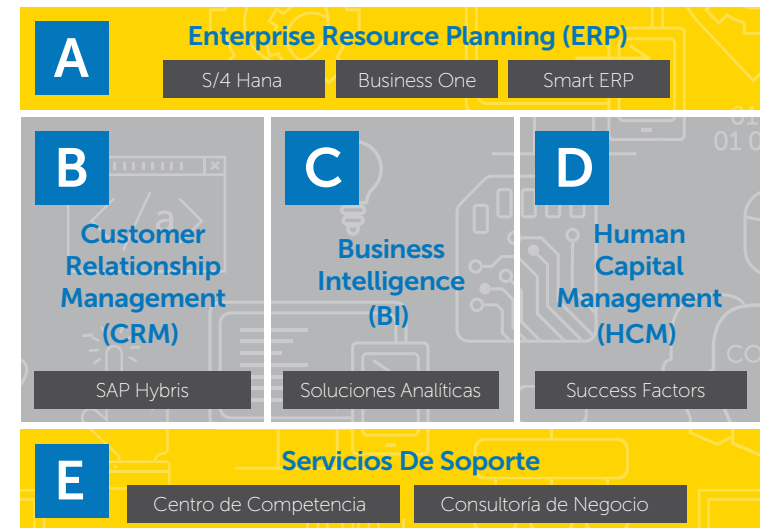 A
Enterprise Resource Planning (ERP)
S/4 Hana
Business One
Smart ERP
B
Customer
Relationship
Management
(CRM)
SAP Hybris
C
Business
Intelligence
(BI)
Soluciones Analíticas
D
Human
Capital
Management
(HCM)
Success Factors
E
Servicios De Soporte
Centro de Competencia
Consultoría de Negocio